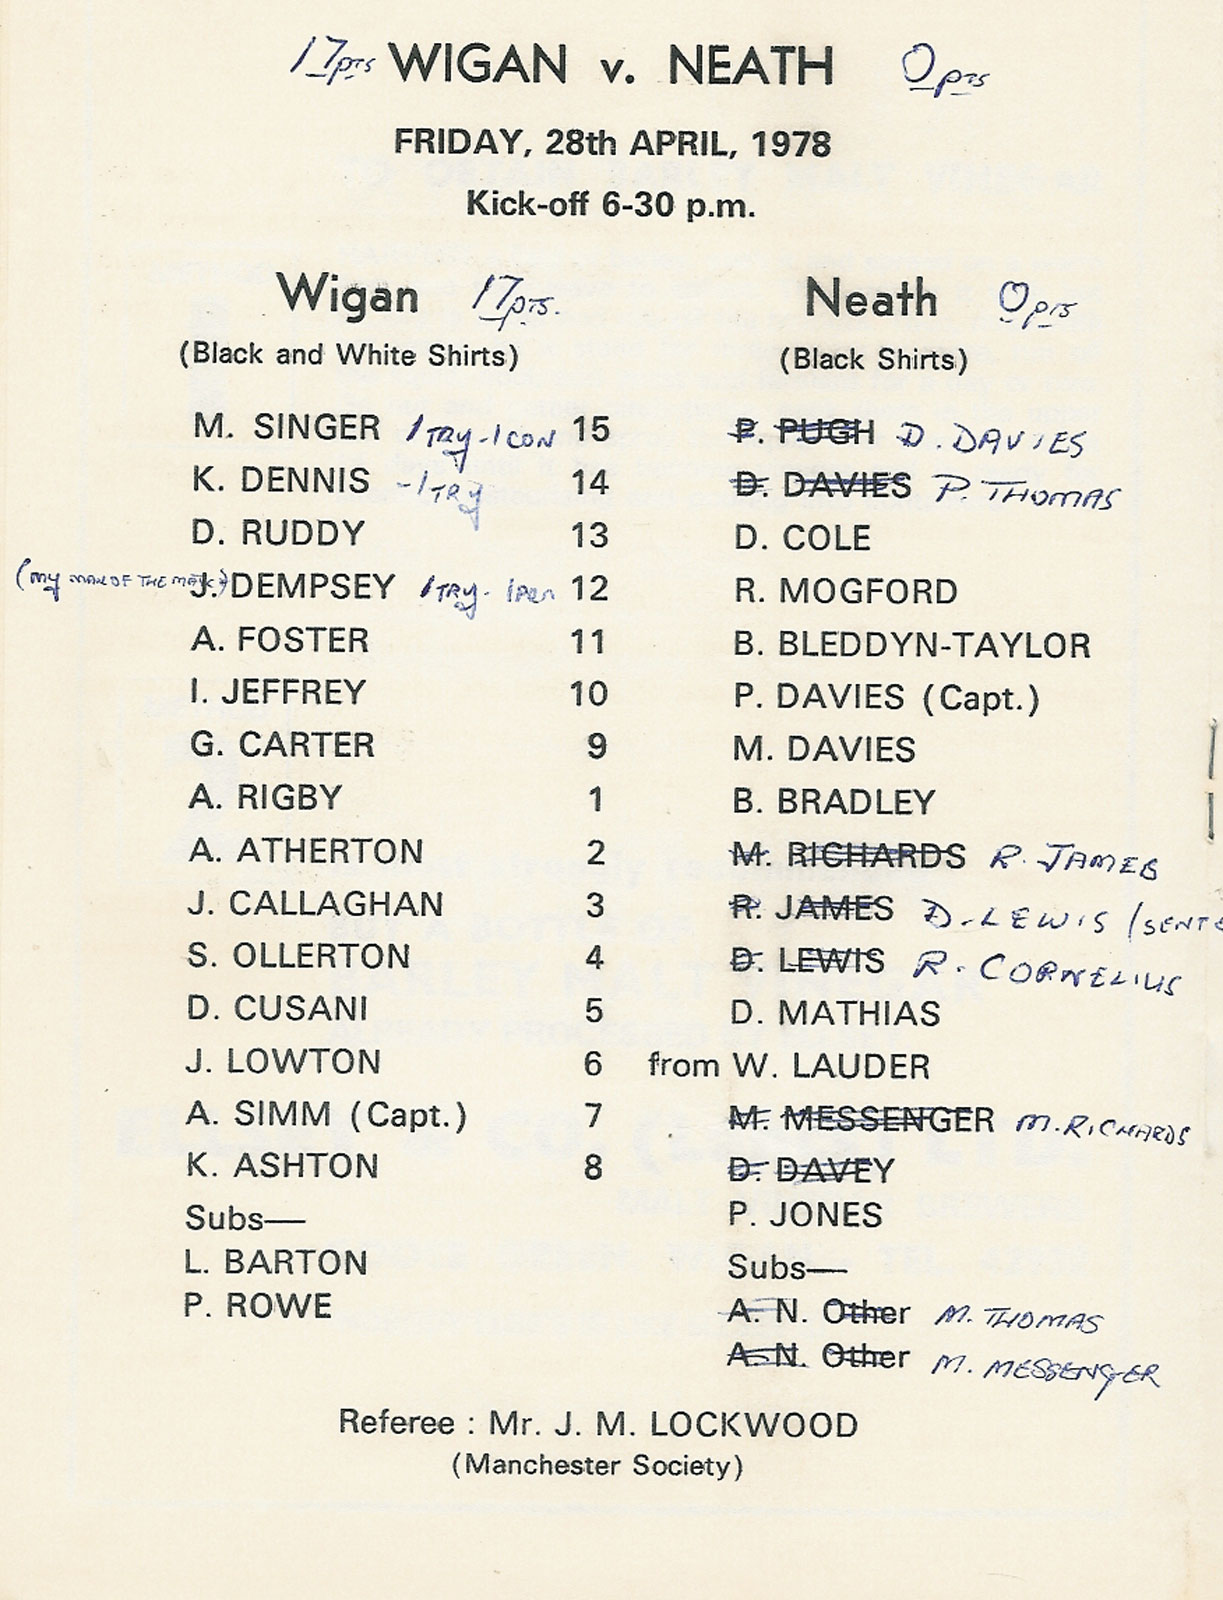 17pts WIGAN v. NEATH 0pts
FRIDAY, 28th APRIL, 1978
Kick-off 6-30 p.m.
Wigan 17pts. Neath 0pts
(Black and White Shirts) (Black Shirts)
M. SINGER 1 TRY - 1 CON 15 P. PUGH D. DAVIES
K. DENNIS - 1 TRY 14 D. DAVIES P. THOMAS
D. RUDDY 13 D. COLE
(MY MAN OF THE MATCH) J. DEMPSEY 1 TRY - 1 PEN 12 R. MOGFORD
A. FOSTER 11 B. BLEDDYN-TAYLOR
I. JEFFREY 10 P. DAVIES (Capt.)
G. CARTER 9 M. DAVIES
A. RIGBY 1 B. BRADLEY
A. ATHERTON 2 M. RICHARDS R. JAMES
J. CALLAGHAN 3 R. JAMES D. LEWIS (SENT
S. OLLERTON 4 D. LEWIS R. CORNELIUS
D. CUSANI 5 D. MATHIAS
J. LOWTON 6 from W. LAUDER
A. SIMM (Capt.) 7 M. MESSENGER M. RICHARDS
K. ASHTON 8 D. DAVEY
P. JONES
Subs—
L. BARTON
P. ROWE
Subs—
A. N. Other M. THOMAS
A. N. Other M. MESSENGER
Referee : Mr. J. M. LOCKWOOD
(Manchester Society)